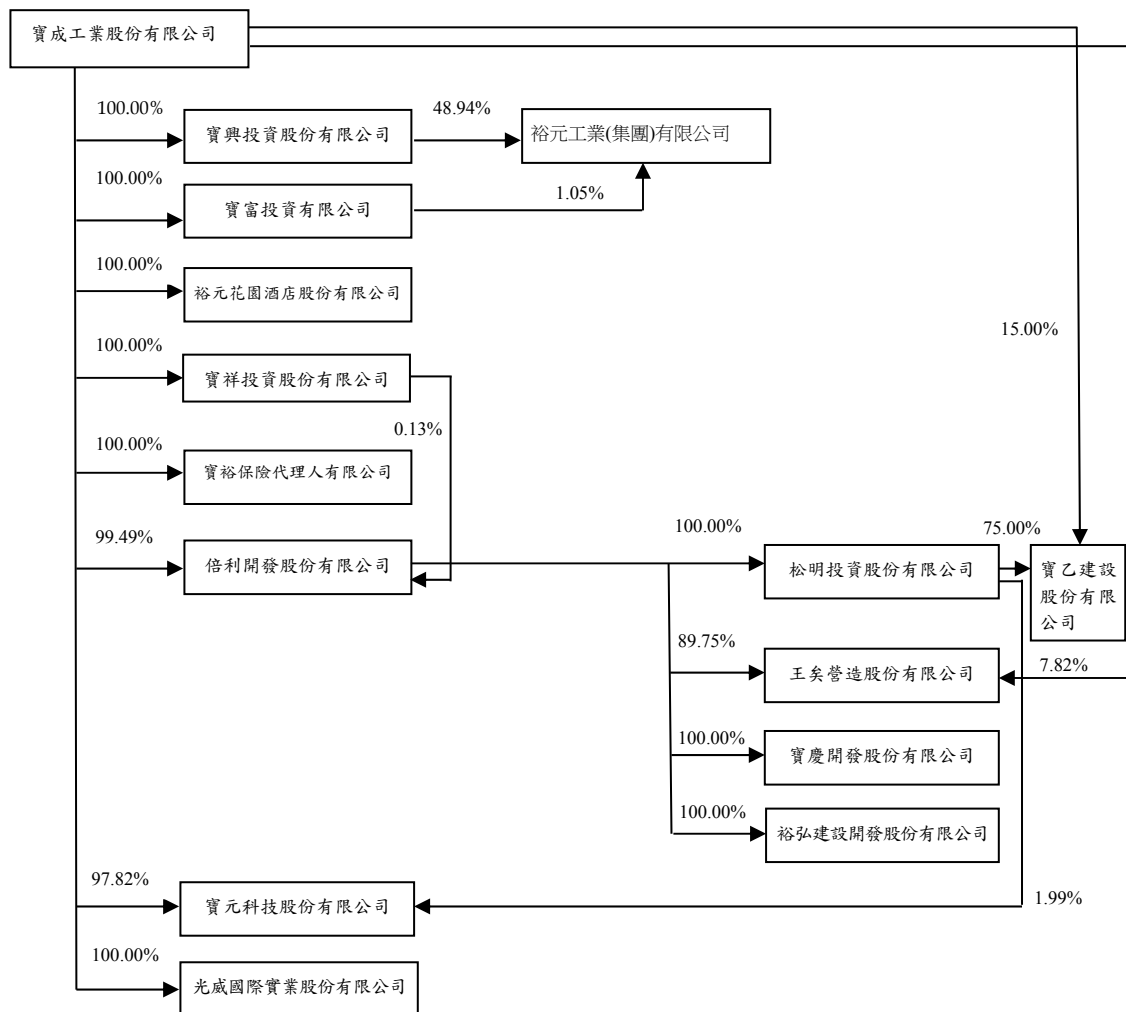 寶成工業股份有限公司
100.00%
48.94%
寶興投資股份有限公司
裕元工業(集團)有限公司
100.00%
1.05%
寶富投資有限公司
100.00%
裕元花園酒店股份有限公司
15.00%
100.00%
寶祥投資股份有限公司
0.13%
100.00%
寶裕保險代理人有限公司
99.49%
100.00%
75.00%
倍利開發股份有限公司
松明投資股份有限公司
寶乙建設
股份有限
公司
89.75%
7.82%
王矣營造股份有限公司
100.00%
寶慶開發股份有限公司
100.00%
裕弘建設開發股份有限公司
97.82%
1.99%
寶元科技股份有限公司
100.00%
光威國際實業股份有限公司